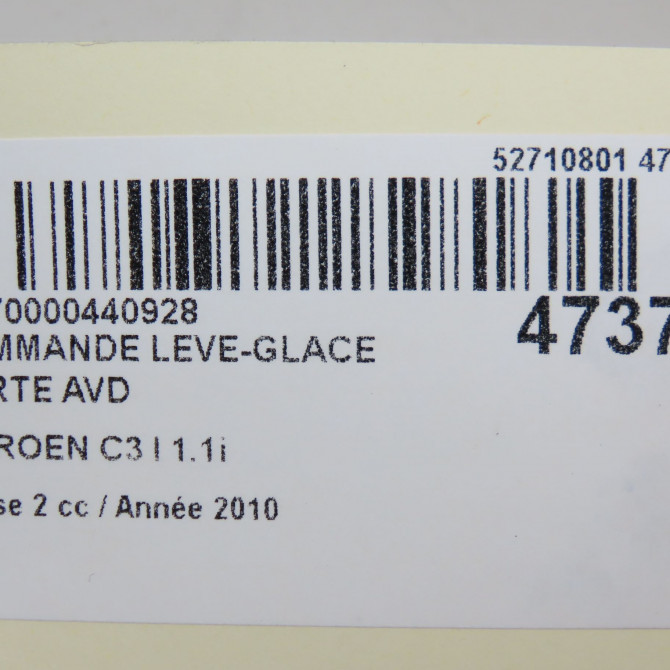 52710801 47
70000440928
4737
MMANDE LEVE-GLACE
RTE AVD
ROEN C3 I 1.1i
se 2 cc / Année 2010